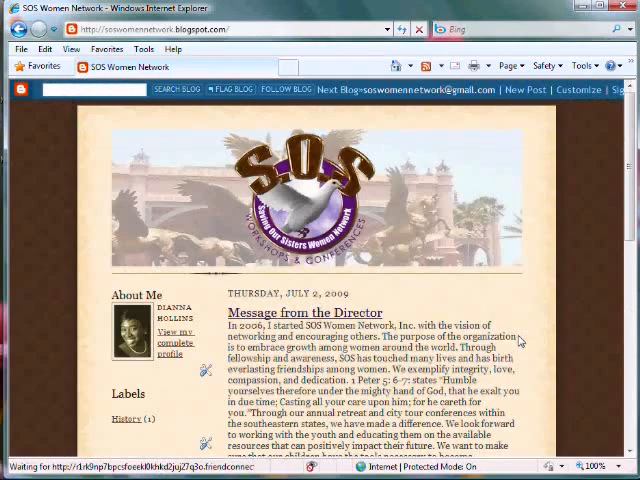 SOS Women Network - Windows Internet Explorer
http://soswomennetwork.blogspot.com/
Bing
File Edit View Favorites Tools Help
Favorites SOS Women Network Page Safety Tools
SEARCH BLOG FLAG BLOG FOLLOW BLOG Next Blog» soswomennetwork@gmail.com | New Post | Customize | Sig
S.O.S
Saving Our Sisters Women Network
WORKSHOPS & CONFERENCES
About Me
DIANNA
HOLLINS
View my
complete
profile
Labels
History (1)
THURSDAY, JULY 2, 2009
Message from the Director
In 2006, I started SOS Women Network, Inc. with the vision of
networking and encouraging others. The purpose of the organization
is to embrace growth among women around the world. Through
fellowship and awareness, SOS has touched many lives and has birth
everlasting friendships among women. We exemplify integrity, love,
compassion, and dedication. 1 Peter 5: 6-7: states "Humble
yourselves therefore under the mighty hand of God, that he exalt you
in due time; Casting all your care upon him; for he careth for
you."Through our annual retreat and city tour conferences within
the southeastern states, we have made a difference. We look forward
to working with the youth and educating them on the available
resources that can positively impact their future. We want to make
Internet | Protected Mode: On
100%